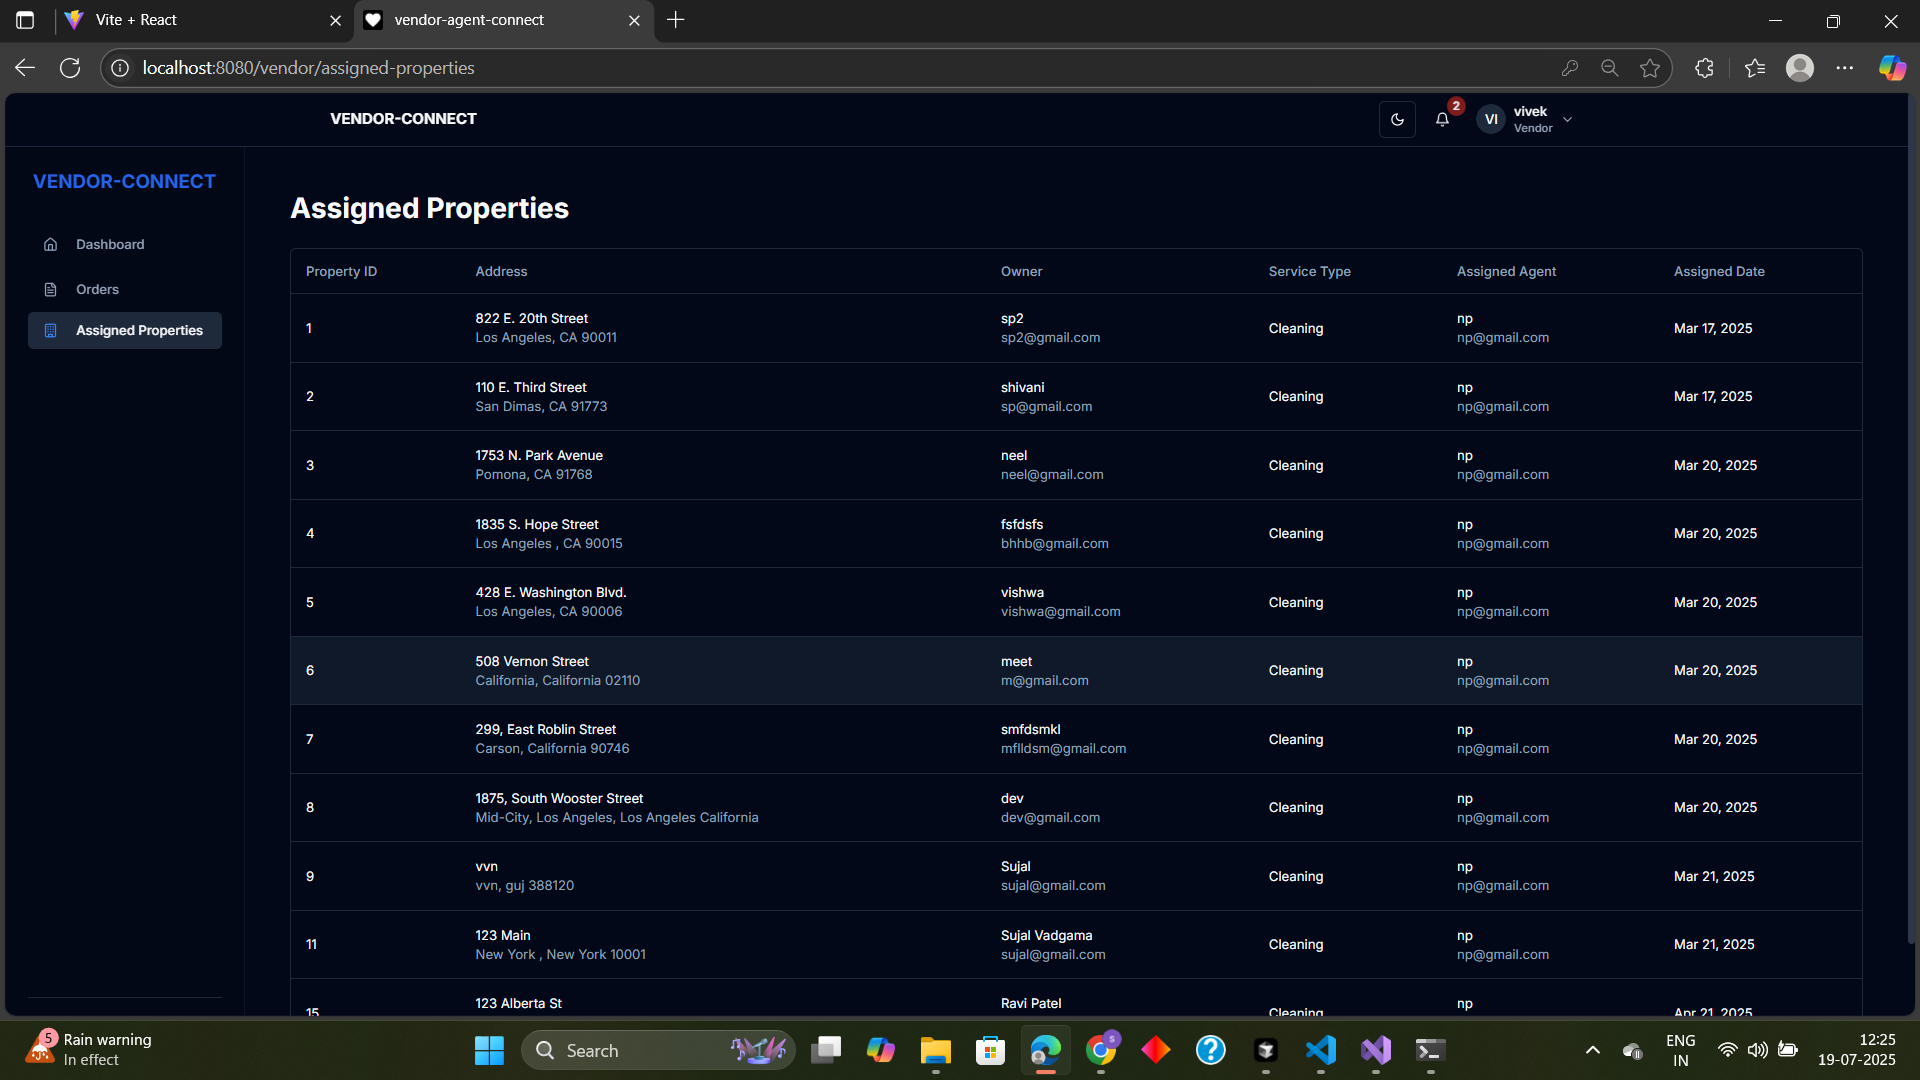 Vite + React
vendor-agent-connect
localhost:8080/vendor/assigned-properties
VENDOR-CONNECT
2
VI
vivek
Vendor
VENDOR-CONNECT
Dashboard
Orders
Assigned Properties
Assigned Properties
Property ID Address Owner Service Type Assigned Agent Assigned Date
1 822 E. 20th Street Los Angeles, CA 90011 sp2 sp2@gmail.com Cleaning np np@gmail.com Mar 17, 2025
2 110 E. Third Street San Dimas, CA 91773 shivani sp@gmail.com Cleaning np np@gmail.com Mar 17, 2025
3 1753 N. Park Avenue Pomona, CA 91768 neel neel@gmail.com Cleaning np np@gmail.com Mar 20, 2025
4 1835 S. Hope Street Los Angeles , CA 90015 fsfdsfs bhhb@gmail.com Cleaning np np@gmail.com Mar 20, 2025
5 428 E. Washington Blvd. Los Angeles, CA 90006 vishwa vishwa@gmail.com Cleaning np np@gmail.com Mar 20, 2025
6 508 Vernon Street California, California 02110 meet m@gmail.com Cleaning np np@gmail.com Mar 20, 2025
7 299, East Roblin Street Carson, California 90746 smfdsmkl mflldsm@gmail.com Cleaning np np@gmail.com Mar 20, 2025
8 1875, South Wooster Street Mid-City, Los Angeles, Los Angeles California dev dev@gmail.com Cleaning np np@gmail.com Mar 20, 2025
9 vvn vvn, guj 388120 Sujal sujal@gmail.com Cleaning np np@gmail.com Mar 21, 2025
11 123 Main New York , New York 10001 Sujal Vadgama sujal@gmail.com Cleaning np np@gmail.com Mar 21, 2025
15 123 Alberta St Ravi Patel Cleaning np Apr 21, 2025
5
Rain warning
In effect
Search
S
ENG
IN
12:25
19-07-2025